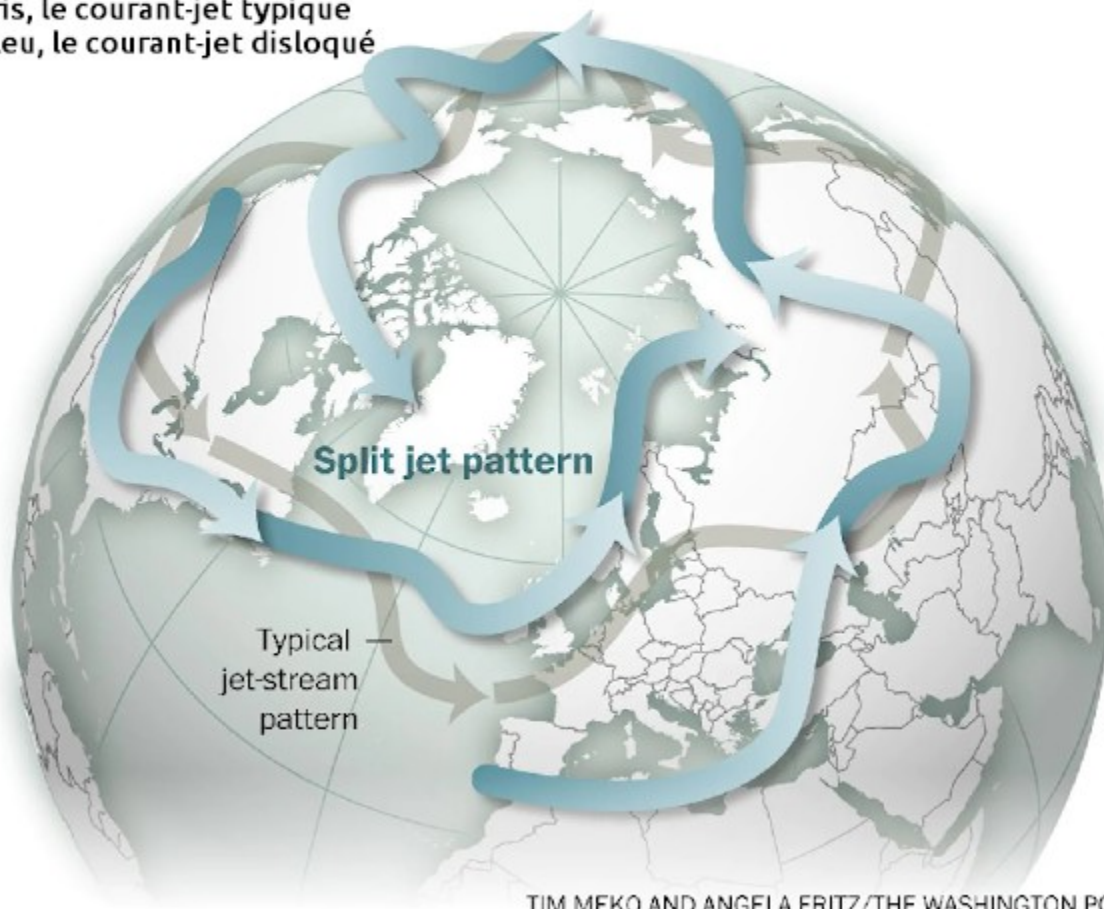 is, le courant-jet typique
eu, le courant-jet disloqué
Split jet pattern
Typical
jet-stream
pattern
TIM MEKO AND ANGELA FRITZ/THE WASHINGTON PO